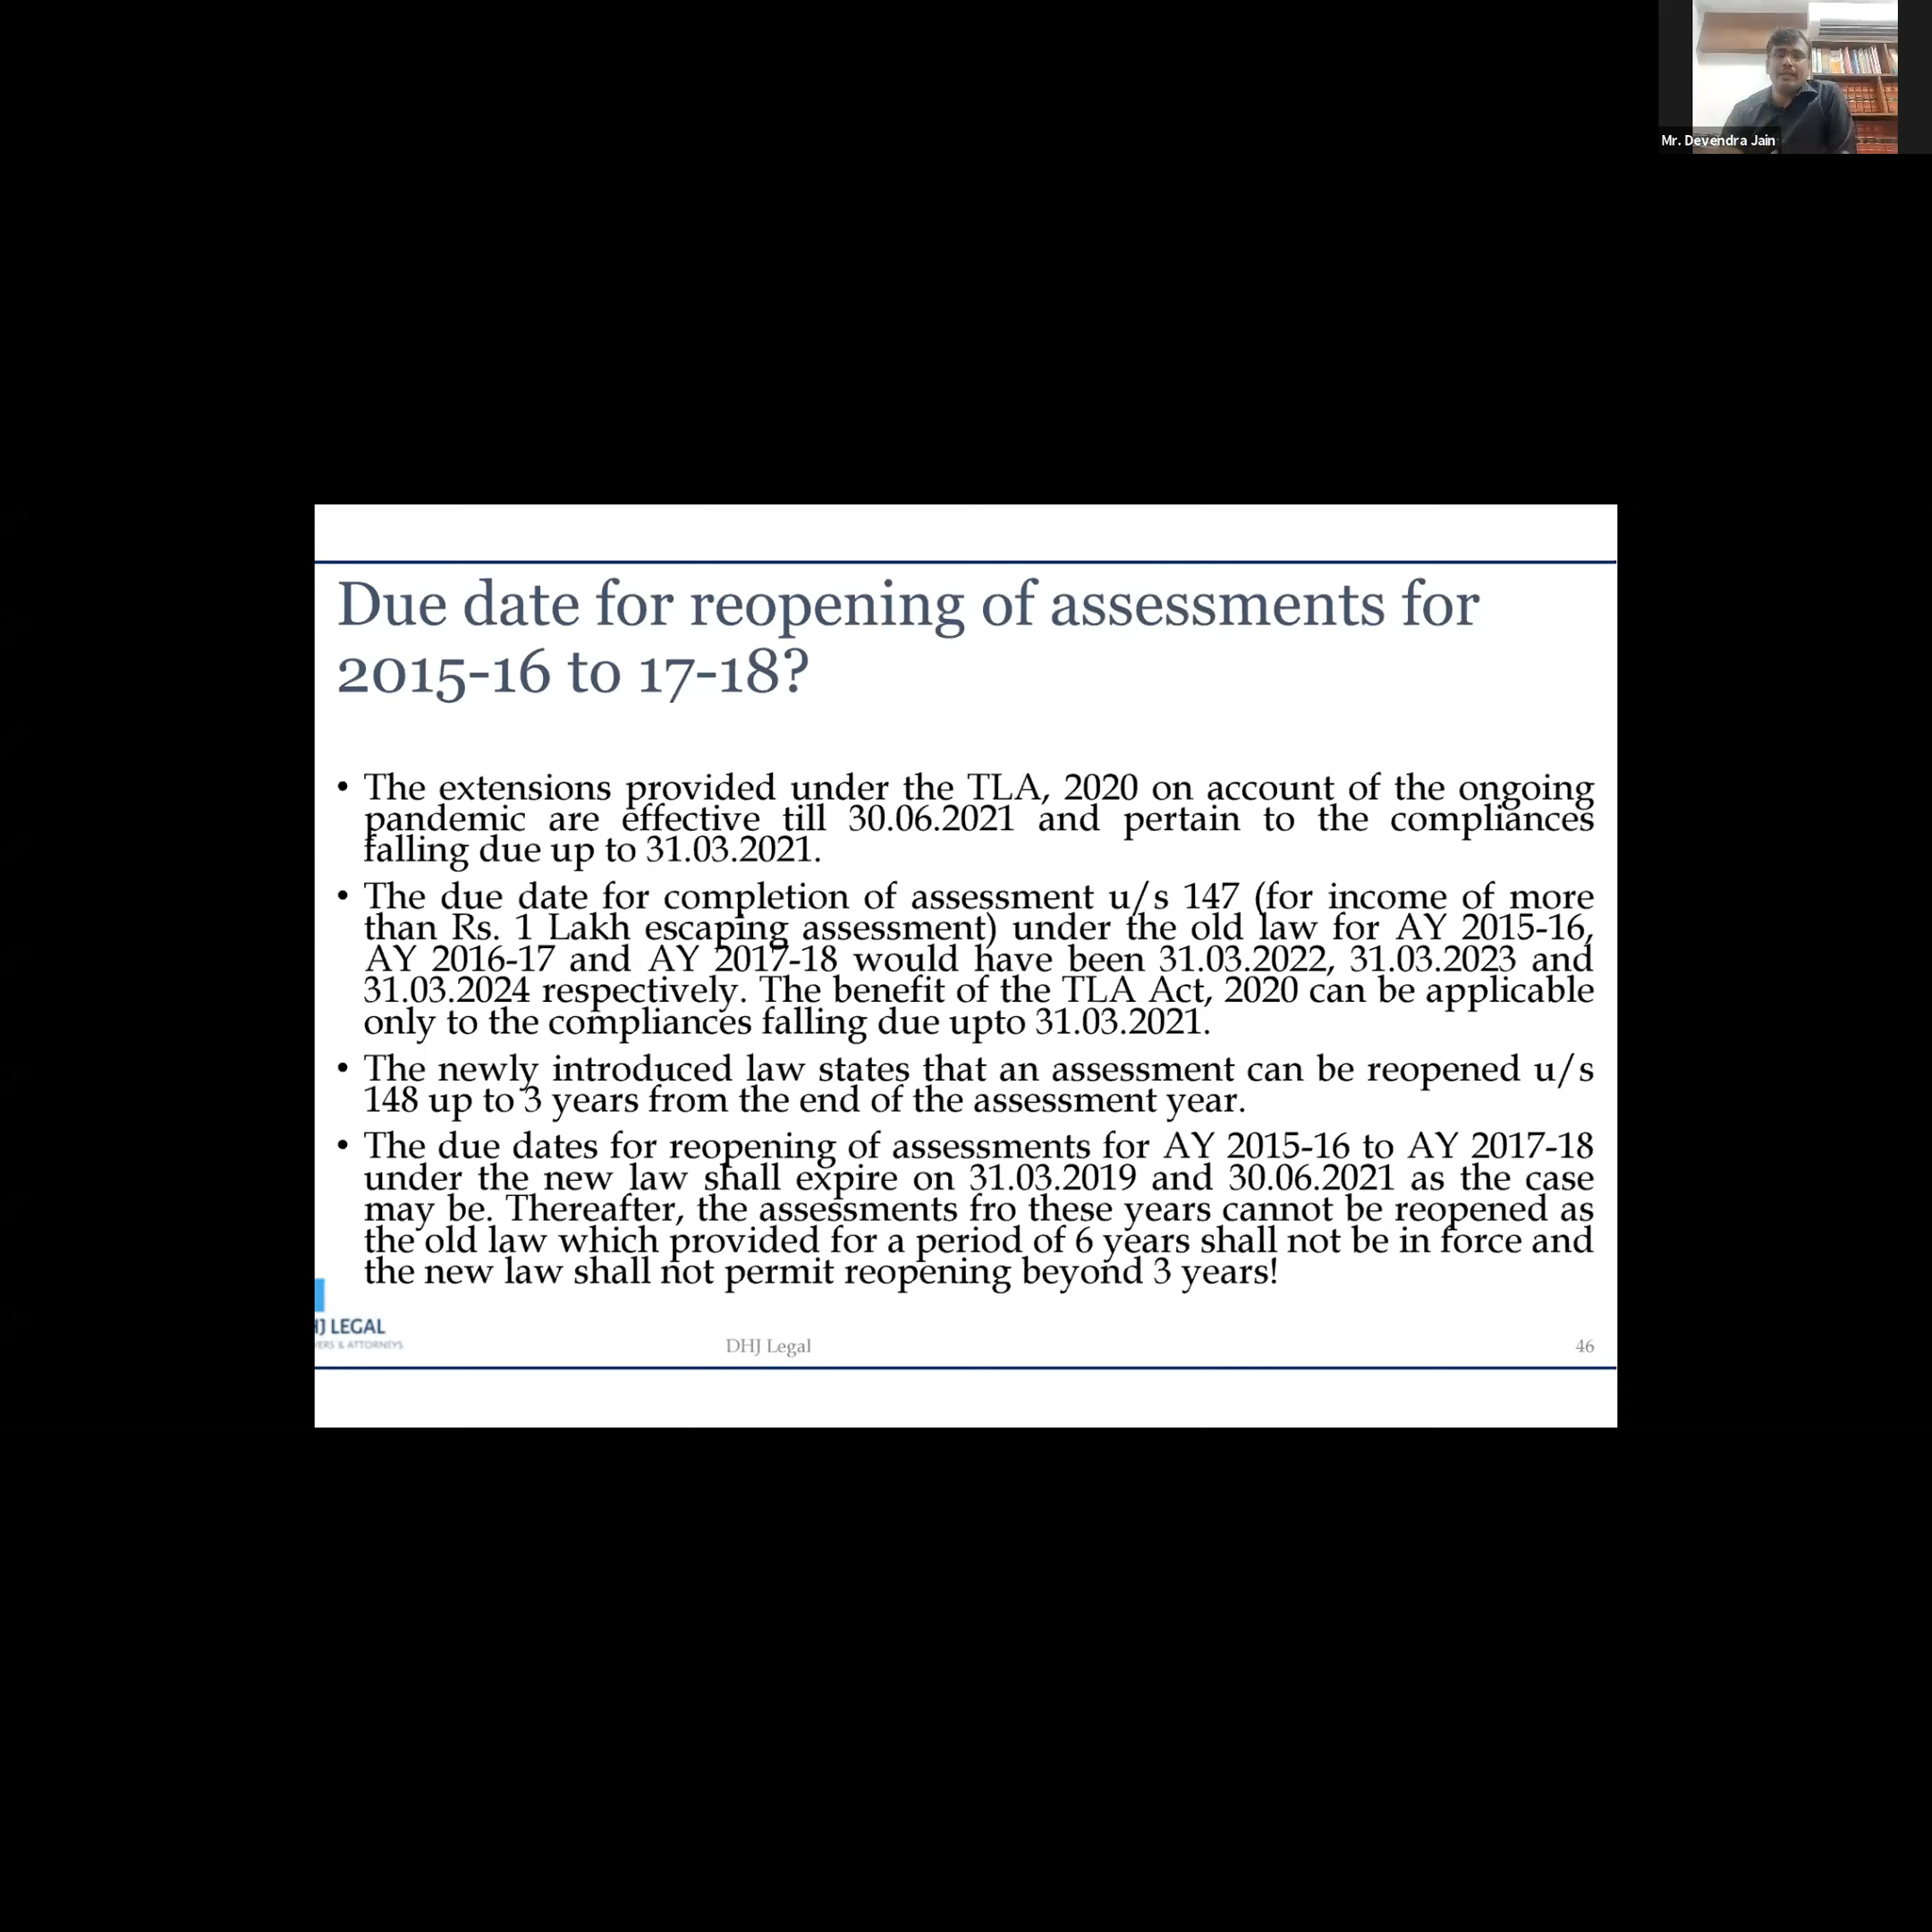 Mr. Devendra Jain
Due date for reopening of assessments for
2015-16 to 17-18?
• The extensions provided under the TLA, 2020 on account of the ongoing
pandemic are effective till 30.06.2021 and pertain to the compliances
falling due up to 31.03.2021.
• The due date for completion of assessment u/s 147 (for income of more
than Rs. 1 Lakh escaping assessment) under the old law for AY 2015-16,
AY 2016-17 and AY 2017-18 would have been 31.03.2022, 31.03.2023 and
31.03.2024 respectively. The benefit of the TLA Act, 2020 can be applicable
only to the compliances falling due upto 31.03.2021.
• The newly introduced law states that an assessment can be reopened u/s
148 up to 3 years from the end of the assessment year.
• The due dates for reopening of assessments for AY 2015-16 to AY 2017-18
under the new law shall expire on 31.03.2019 and 30.06.2021 as the case
may be. Thereafter, the assessments fro these years cannot be reopened as
the old law which provided for a period of 6 years shall not be in force and
the new law shall not permit reopening beyond 3 years!
LEGAL
& ATTORNEYS
DHJ Legal
46